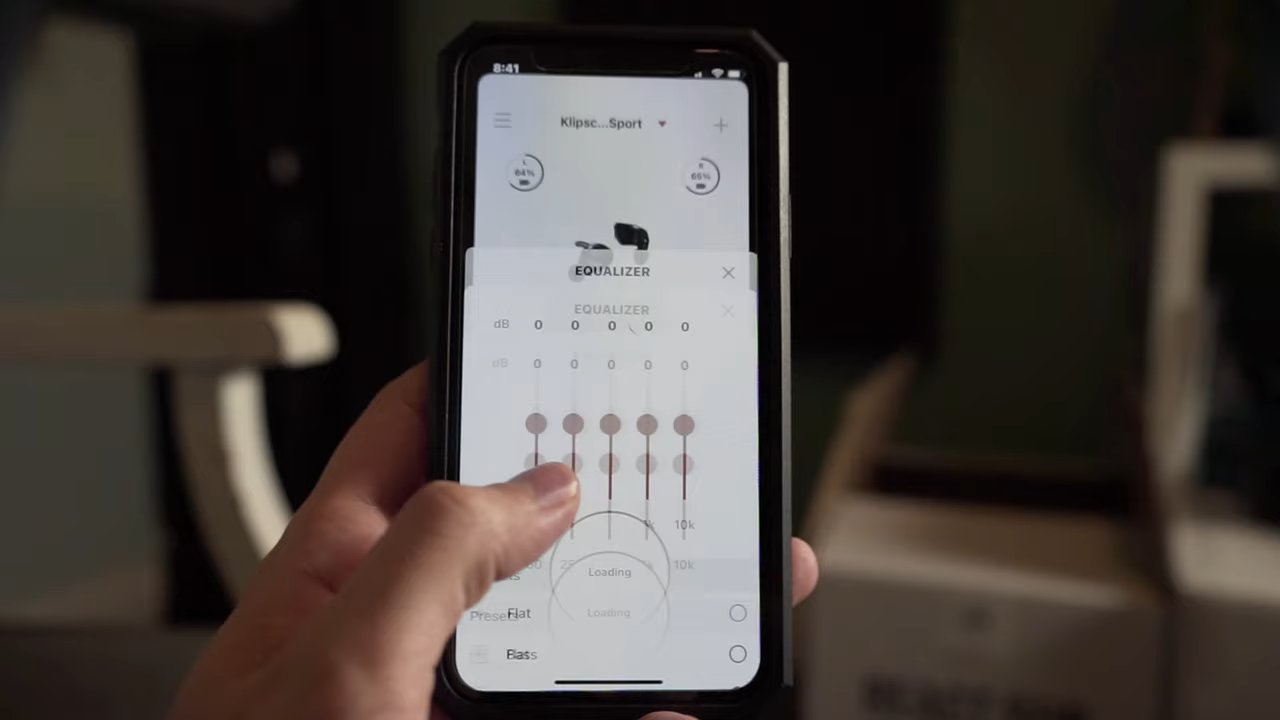 8:41
Klipsc...Sport
L
64%
R
65%
EQUALIZER
EQUALIZER
dB 0 0 0 0 0
dB 0 0 0 0 0
10k
10k
Loading
Loading
Flat
Presets
Bass